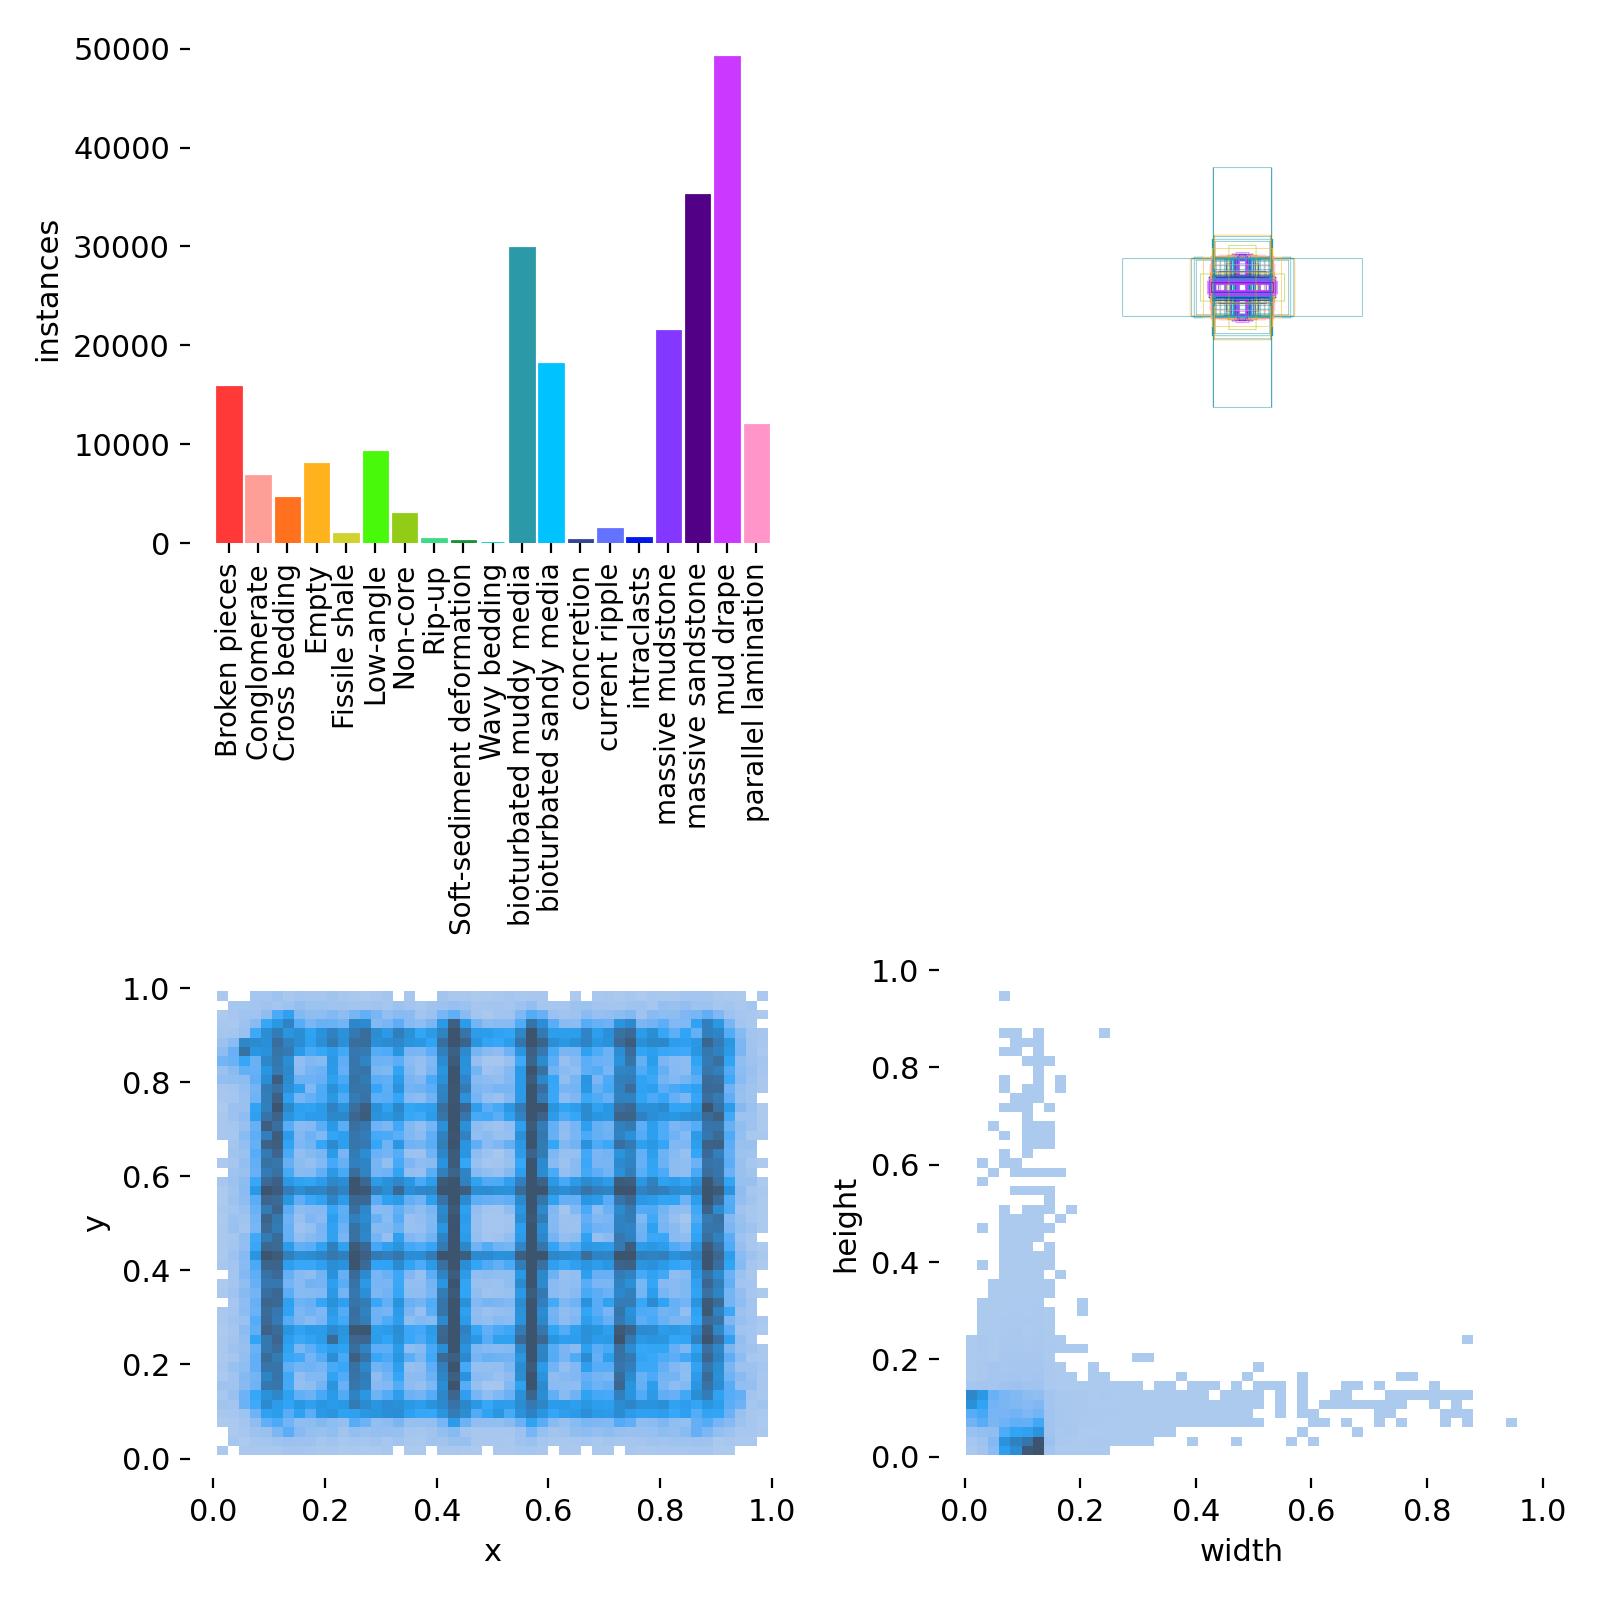 50000
40000
30000
20000
10000
0
instances
Broken pieces
Conglomerate
Cross bedding
Empty
Fissile shale
Low-angle
Non-core
Rip-up
Soft-sediment deformation
Wavy bedding
bioturbated muddy media
bioturbated sandy media
concretion
current ripple
intraclasts
massive mudstone
massive sandstone
mud drape
parallel lamination
1.0
0.8
0.6
0.4
0.2
0.0
y
0.0 0.2 0.4 0.6 0.8 1.0
x
1.0
0.8
0.6
0.4
0.2
0.0
height
0.0 0.2 0.4 0.6 0.8 1.0
width